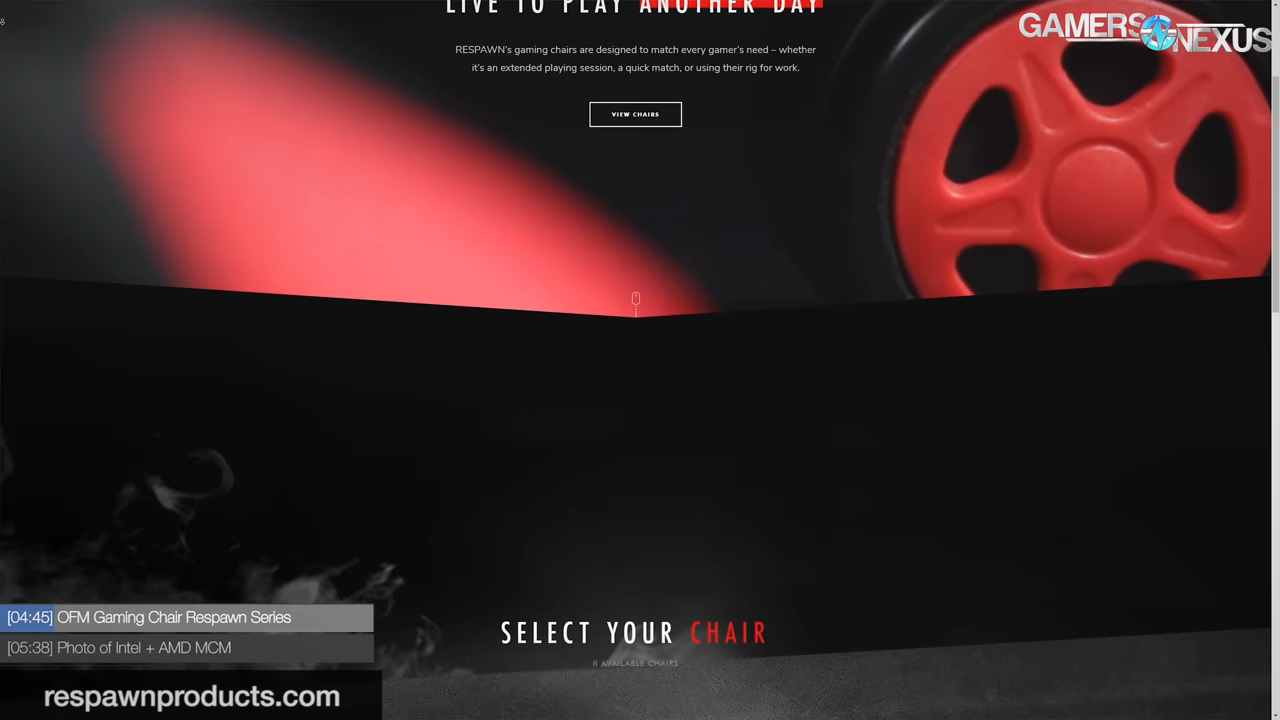 LIVE TO PLAY ANOTHER DAY
GAMERS NEXUS
RESPAWN's gaming chairs are designed to match every gamer's need – whether
it's an extended playing session, a quick match, or using their rig for work.
VIEW CHAIRS
[04:45] OFM Gaming Chair Respawn Series
SELECT YOUR CHAIR
[05:38] Photo of Intel + AMD MCM
8 AVAILABLE CHAIRS
respawnproducts.com